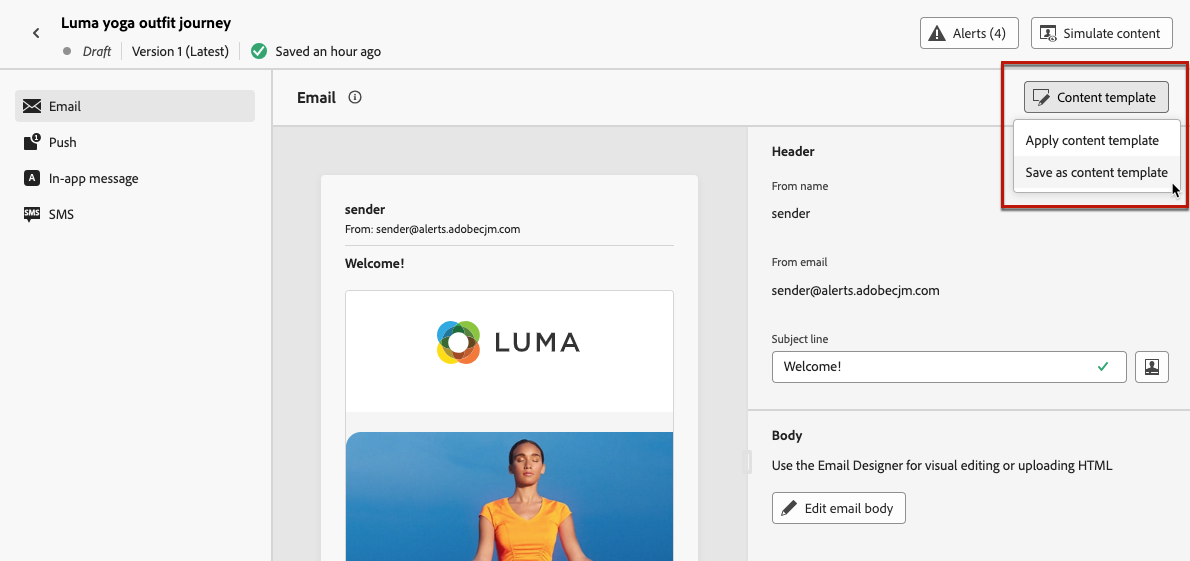 Luma yoga outfit journey
Draft
Version 1 (Latest)
Saved an hour ago
Alerts (4)
Simulate content
Email
Push
In-app message
SMS
SMS
Email
Content template
Apply content template
Save as content template
sender
From: sender@alerts.adobecjm.com
Welcome!
LUMA
Header
From name
sender
From email
sender@alerts.adobecjm.com
Subject line
Welcome!
Body
Use the Email Designer for visual editing or uploading HTML
Edit email body